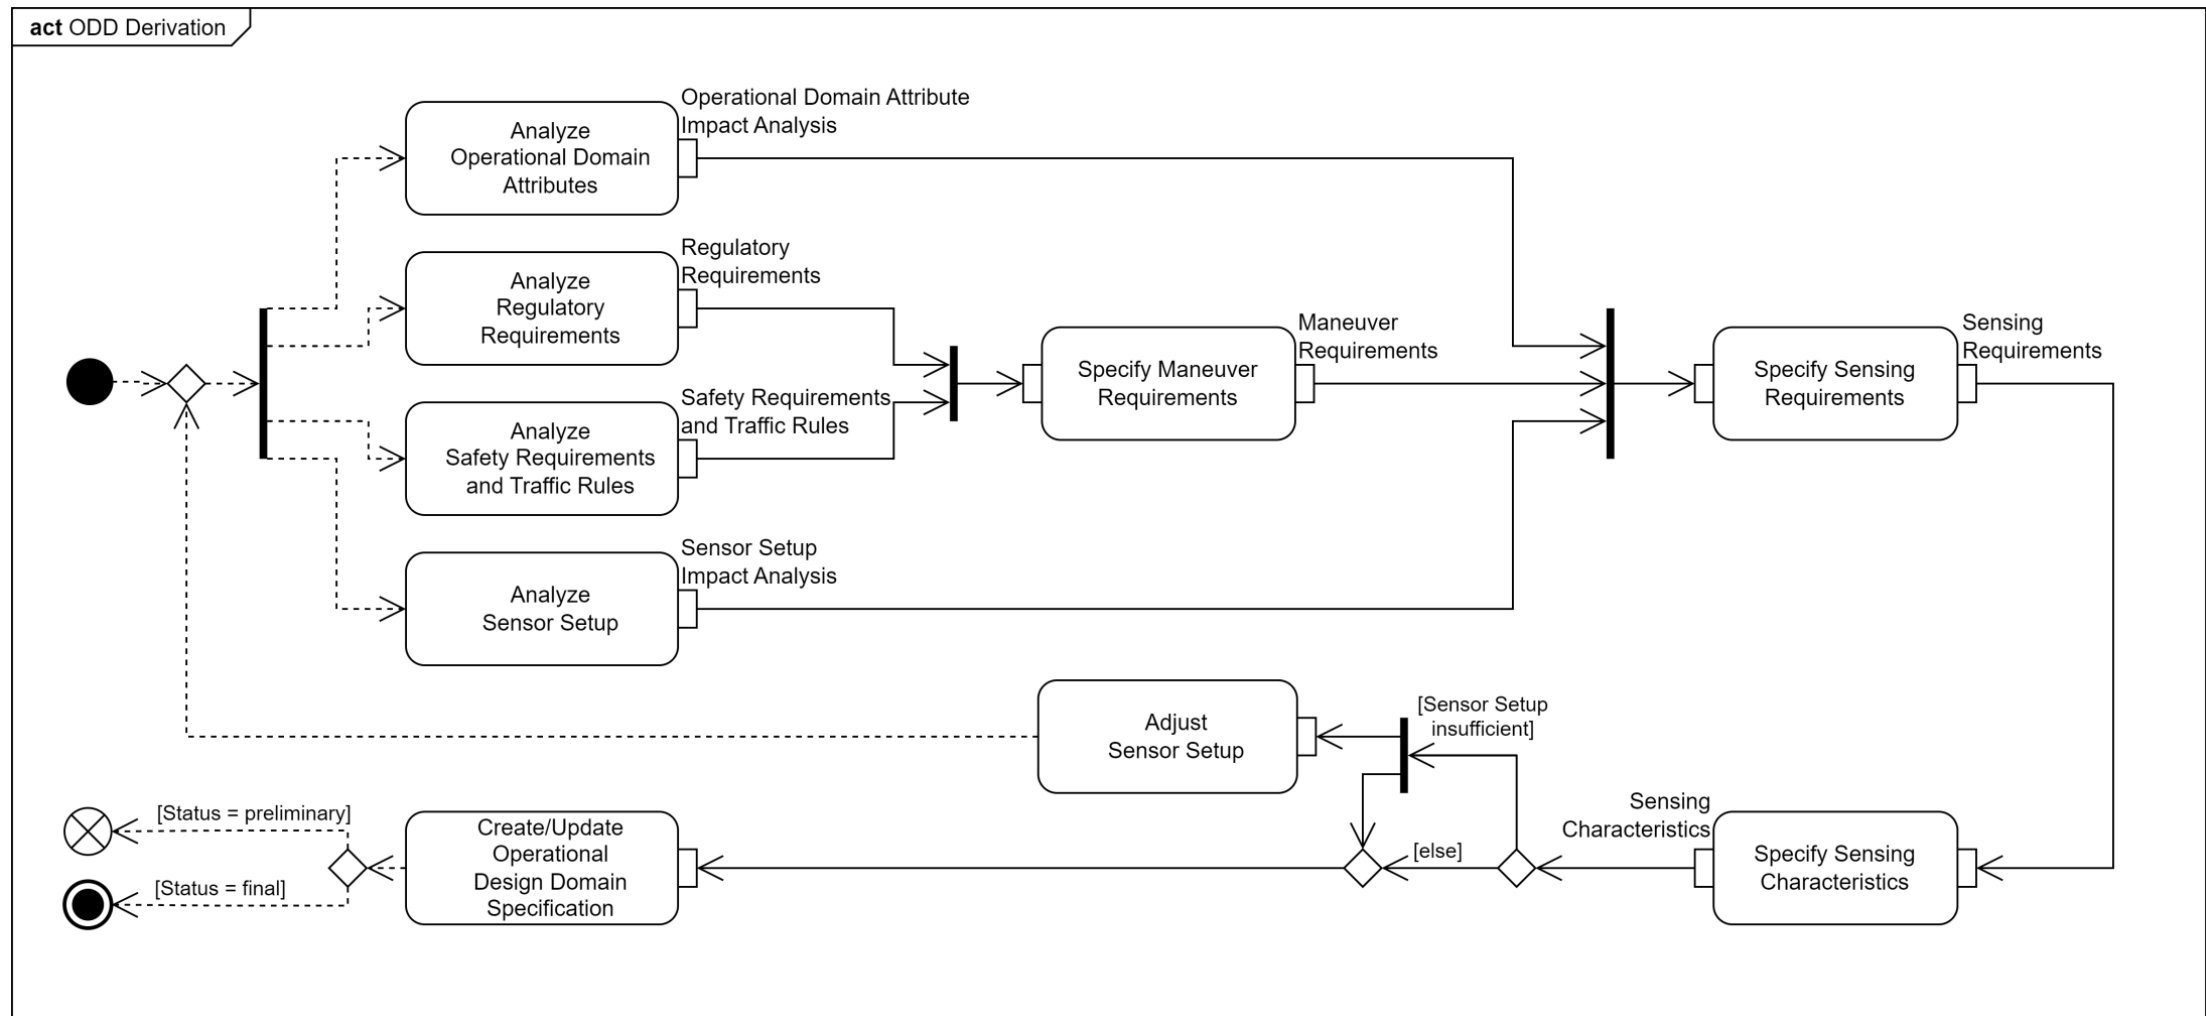 act ODD Derivation
Operational Domain Attribute
Impact Analysis
Analyze
Operational Domain
Attributes
Regulatory
Requirements
Analyze
Regulatory
Requirements
Maneuver
Requirements
Sensing
Requirements
Specify Maneuver
Requirements
Specify Sensing
Requirements
Safety Requirements
and Traffic Rules
Analyze
Safety Requirements
and Traffic Rules
Sensor Setup
Impact Analysis
Analyze
Sensor Setup
Adjust
Sensor Setup
[Sensor Setup
insufficient]
Sensing
Characteristics
Specify Sensing
Characteristics
[else]
Create/Update
Operational
Design Domain
Specification
[Status = preliminary]
[Status = final]